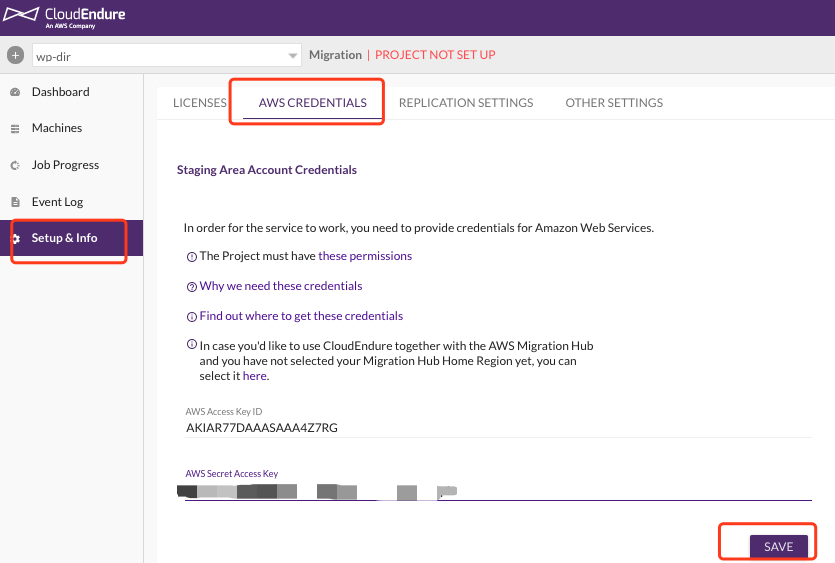 CloudEndure
An AWS Company
wp-dir
Migration | PROJECT NOT SET UP
Dashboard
Machines
Job Progress
Event Log
Setup & Info
LICENSES
AWS CREDENTIALS
REPLICATION SETTINGS
OTHER SETTINGS
Staging Area Account Credentials
In order for the service to work, you need to provide credentials for Amazon Web Services.
The Project must have these permissions
Why we need these credentials
Find out where to get these credentials
In case you'd like to use CloudEndure together with the AWS Migration Hub
and you have not selected your Migration Hub Home Region yet, you can
select it here.
AWS Access Key ID
AKIAR77DAAASAAA4Z7RG
AWS Secret Access Key
SAVE